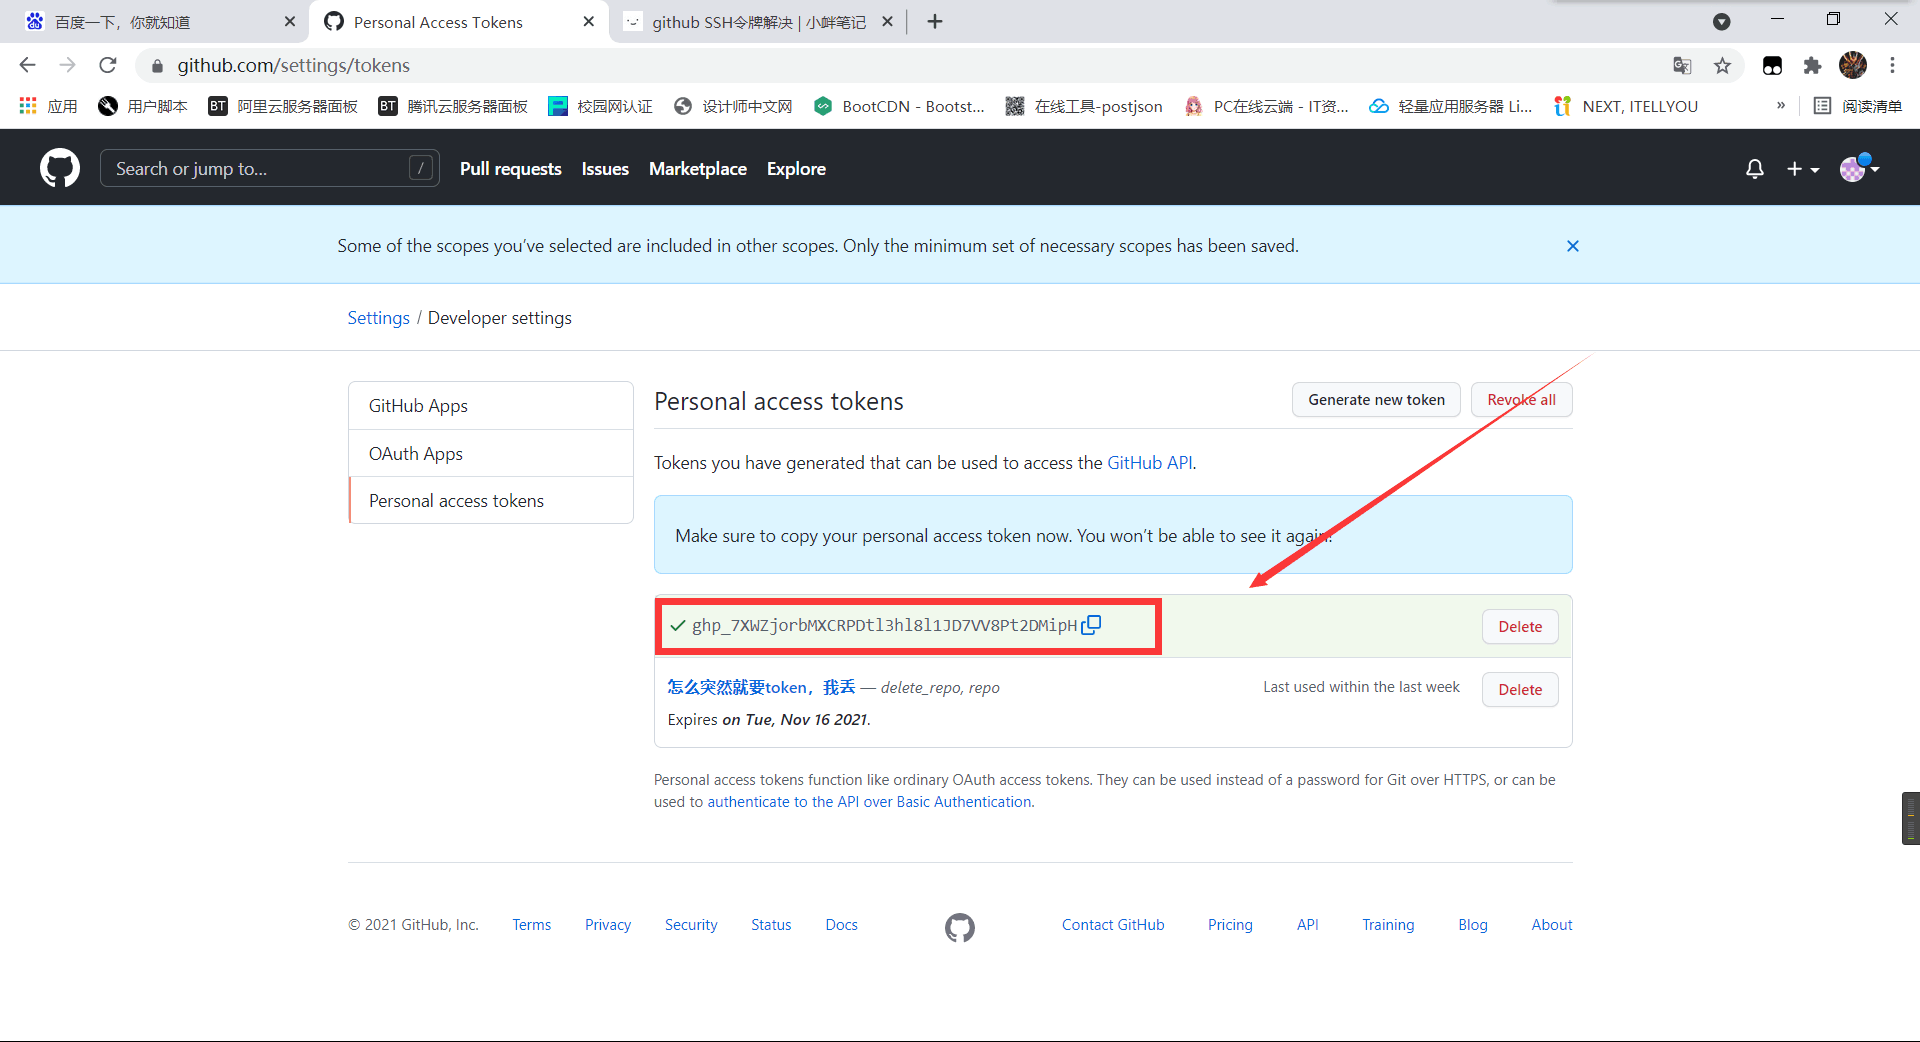 百度一下，你就知道
Personal Access Tokens
github SSH令牌解决 | 小衅笔记
github.com/settings/tokens
应用
用户脚本
BT 阿里云服务器面板
BT 腾讯云服务器面板
校园网认证
设计师中文网
BootCDN - Bootst...
在线工具-postjson
PC在线云端 - IT资...
轻量应用服务器 Li...
NEXT, ITELLYOU
»
阅读清单
Search or jump to... /
Pull requests Issues Marketplace Explore
Some of the scopes you’ve selected are included in other scopes. Only the minimum set of necessary scopes has been saved.
Settings / Developer settings
GitHub Apps
OAuth Apps
Personal access tokens
Personal access tokens
Generate new token
Revoke all
Tokens you have generated that can be used to access the GitHub API.
Make sure to copy your personal access token now. You won’t be able to see it again!
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
Delete
怎么突然就要token，我丢 — delete_repo, repo
Last used within the last week
Delete
Expires on Tue, Nov 16 2021.
Personal access tokens function like ordinary OAuth access tokens. They can be used instead of a password for Git over HTTPS, or can be
used to authenticate to the API over Basic Authentication.
© 2021 GitHub, Inc. Terms Privacy Security Status Docs Contact GitHub Pricing API Training Blog About